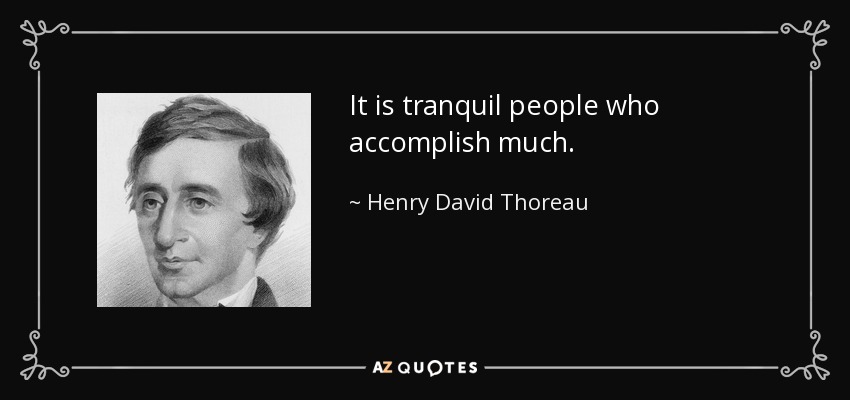 It is tranquil people who
accomplish much.
~ Henry David Thoreau
AZ QUOTES